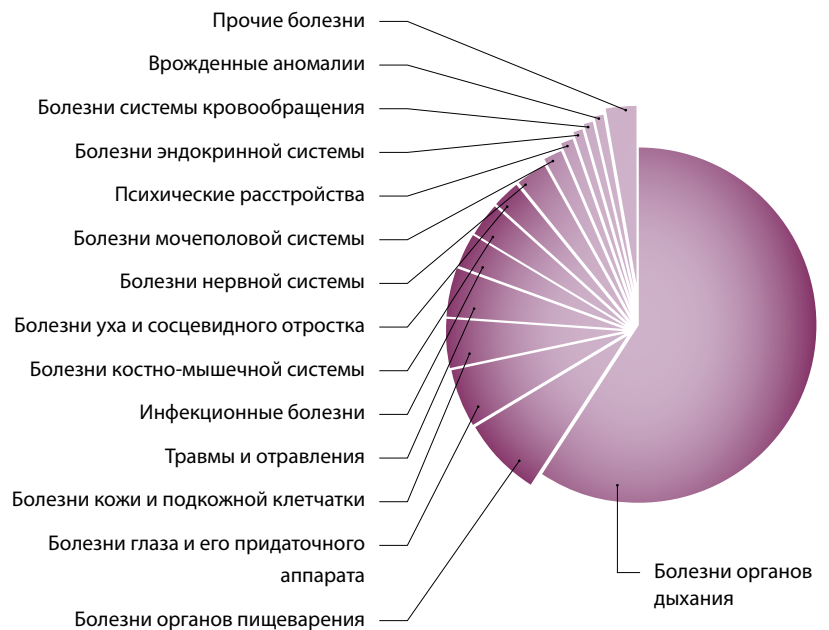 Прочие болезни
Врожденные аномалии
Болезни системы кровообращения
Болезни эндокринной системы
Психические расстройства
Болезни мочеполовой системы
Болезни нервной системы
Болезни уха и сосцевидного отростка
Болезни костно-мышечной системы
Инфекционные болезни
Травмы и отравления
Болезни кожи и подкожной клетчатки
Болезни глаза и его придаточного
аппарата
Болезни органов пищеварения
Болезни органов
дыхания